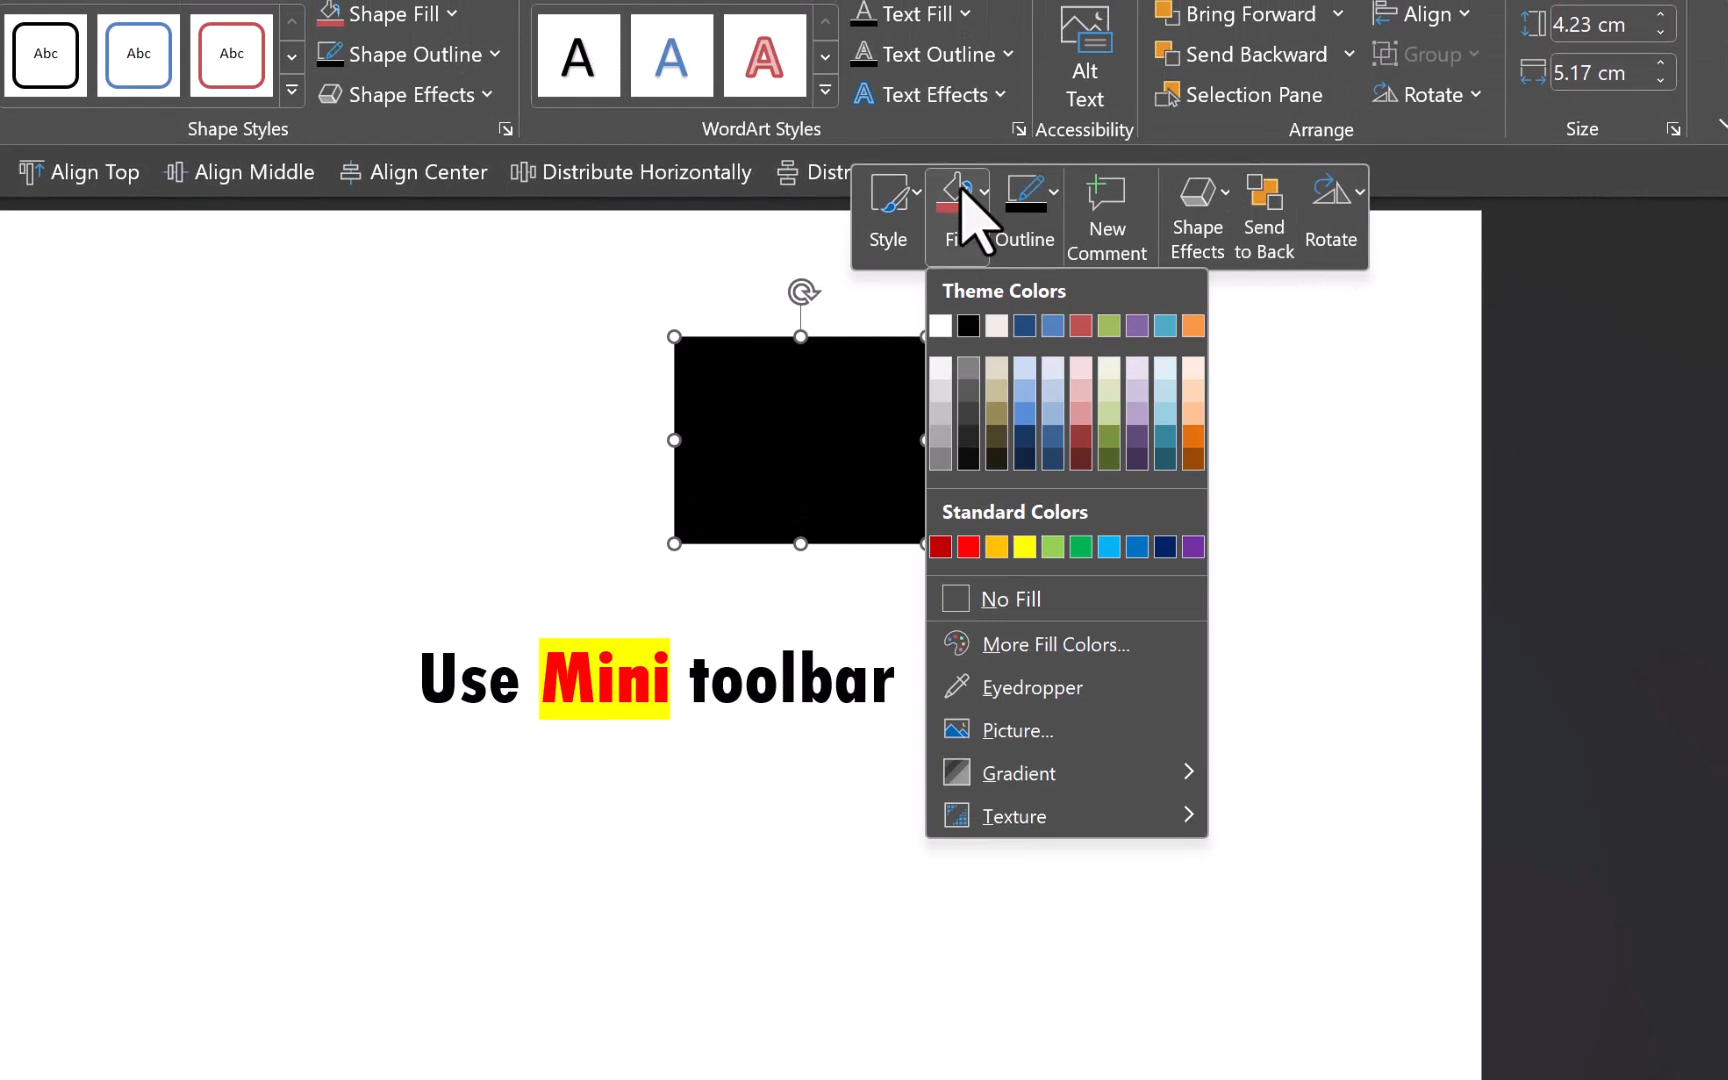 Abc Abc Abc
Shape Fill
Shape Outline
Shape Effects
Shape Styles
A A A
Text Fill
Text Outline
Text Effects
WordArt Styles
Alt
Text
Accessibility
Bring Forward
Send Backward
Selection Pane
Align
Group
Rotate
Arrange
4.23 cm
5.17 cm
Size
Align Top Align Middle Align Center Distribute Horizontally Distr
Style
Outline
New
Comment
Shape
Effects
Send
to Back
Rotate
Theme Colors
Standard Colors
No Fill
More Fill Colors...
Eyedropper
Picture...
Gradient
Texture
Use Mini toolbar